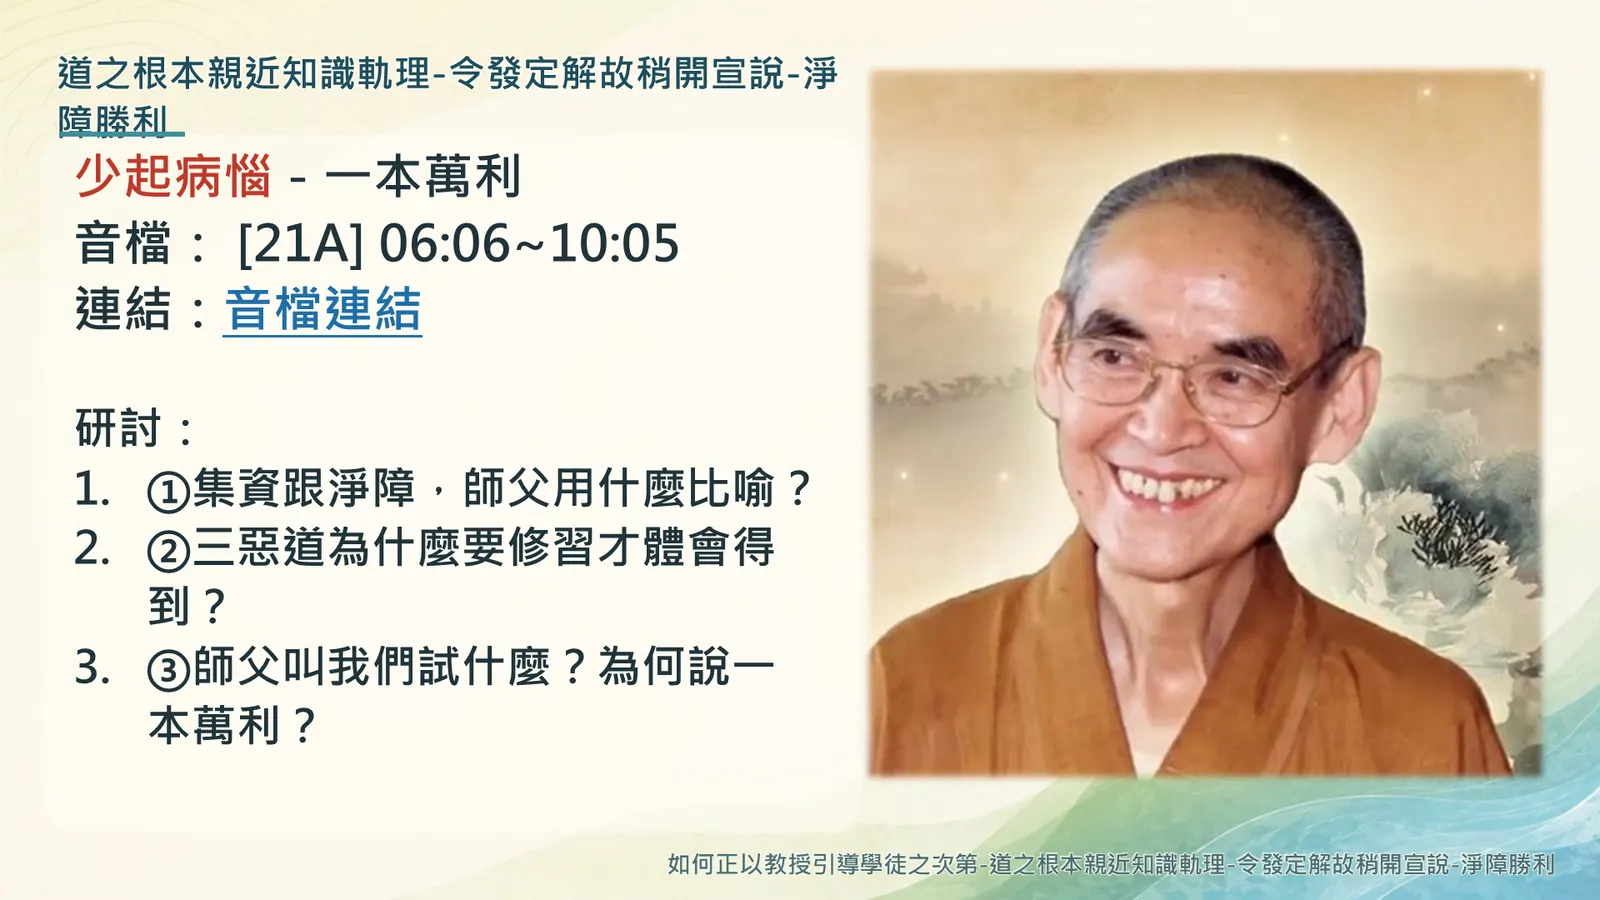 道之根本親近知識軌理-令發定解故稍開宣說-淨
障勝利
少起病惱 - 一本萬利
音檔： [21A] 06:06~10:05
連結：音檔連結
研討：
1. ①集資跟淨障，師父用什麼比喻？
2. ②三惡道為什麼要修習才體會得
到？
3. ③師父叫我們試什麼？為何說一
本萬利？
如何正以教授引導學徒之次第-道之根本親近知識軌理-令發定解故稍開宣說-淨障勝利